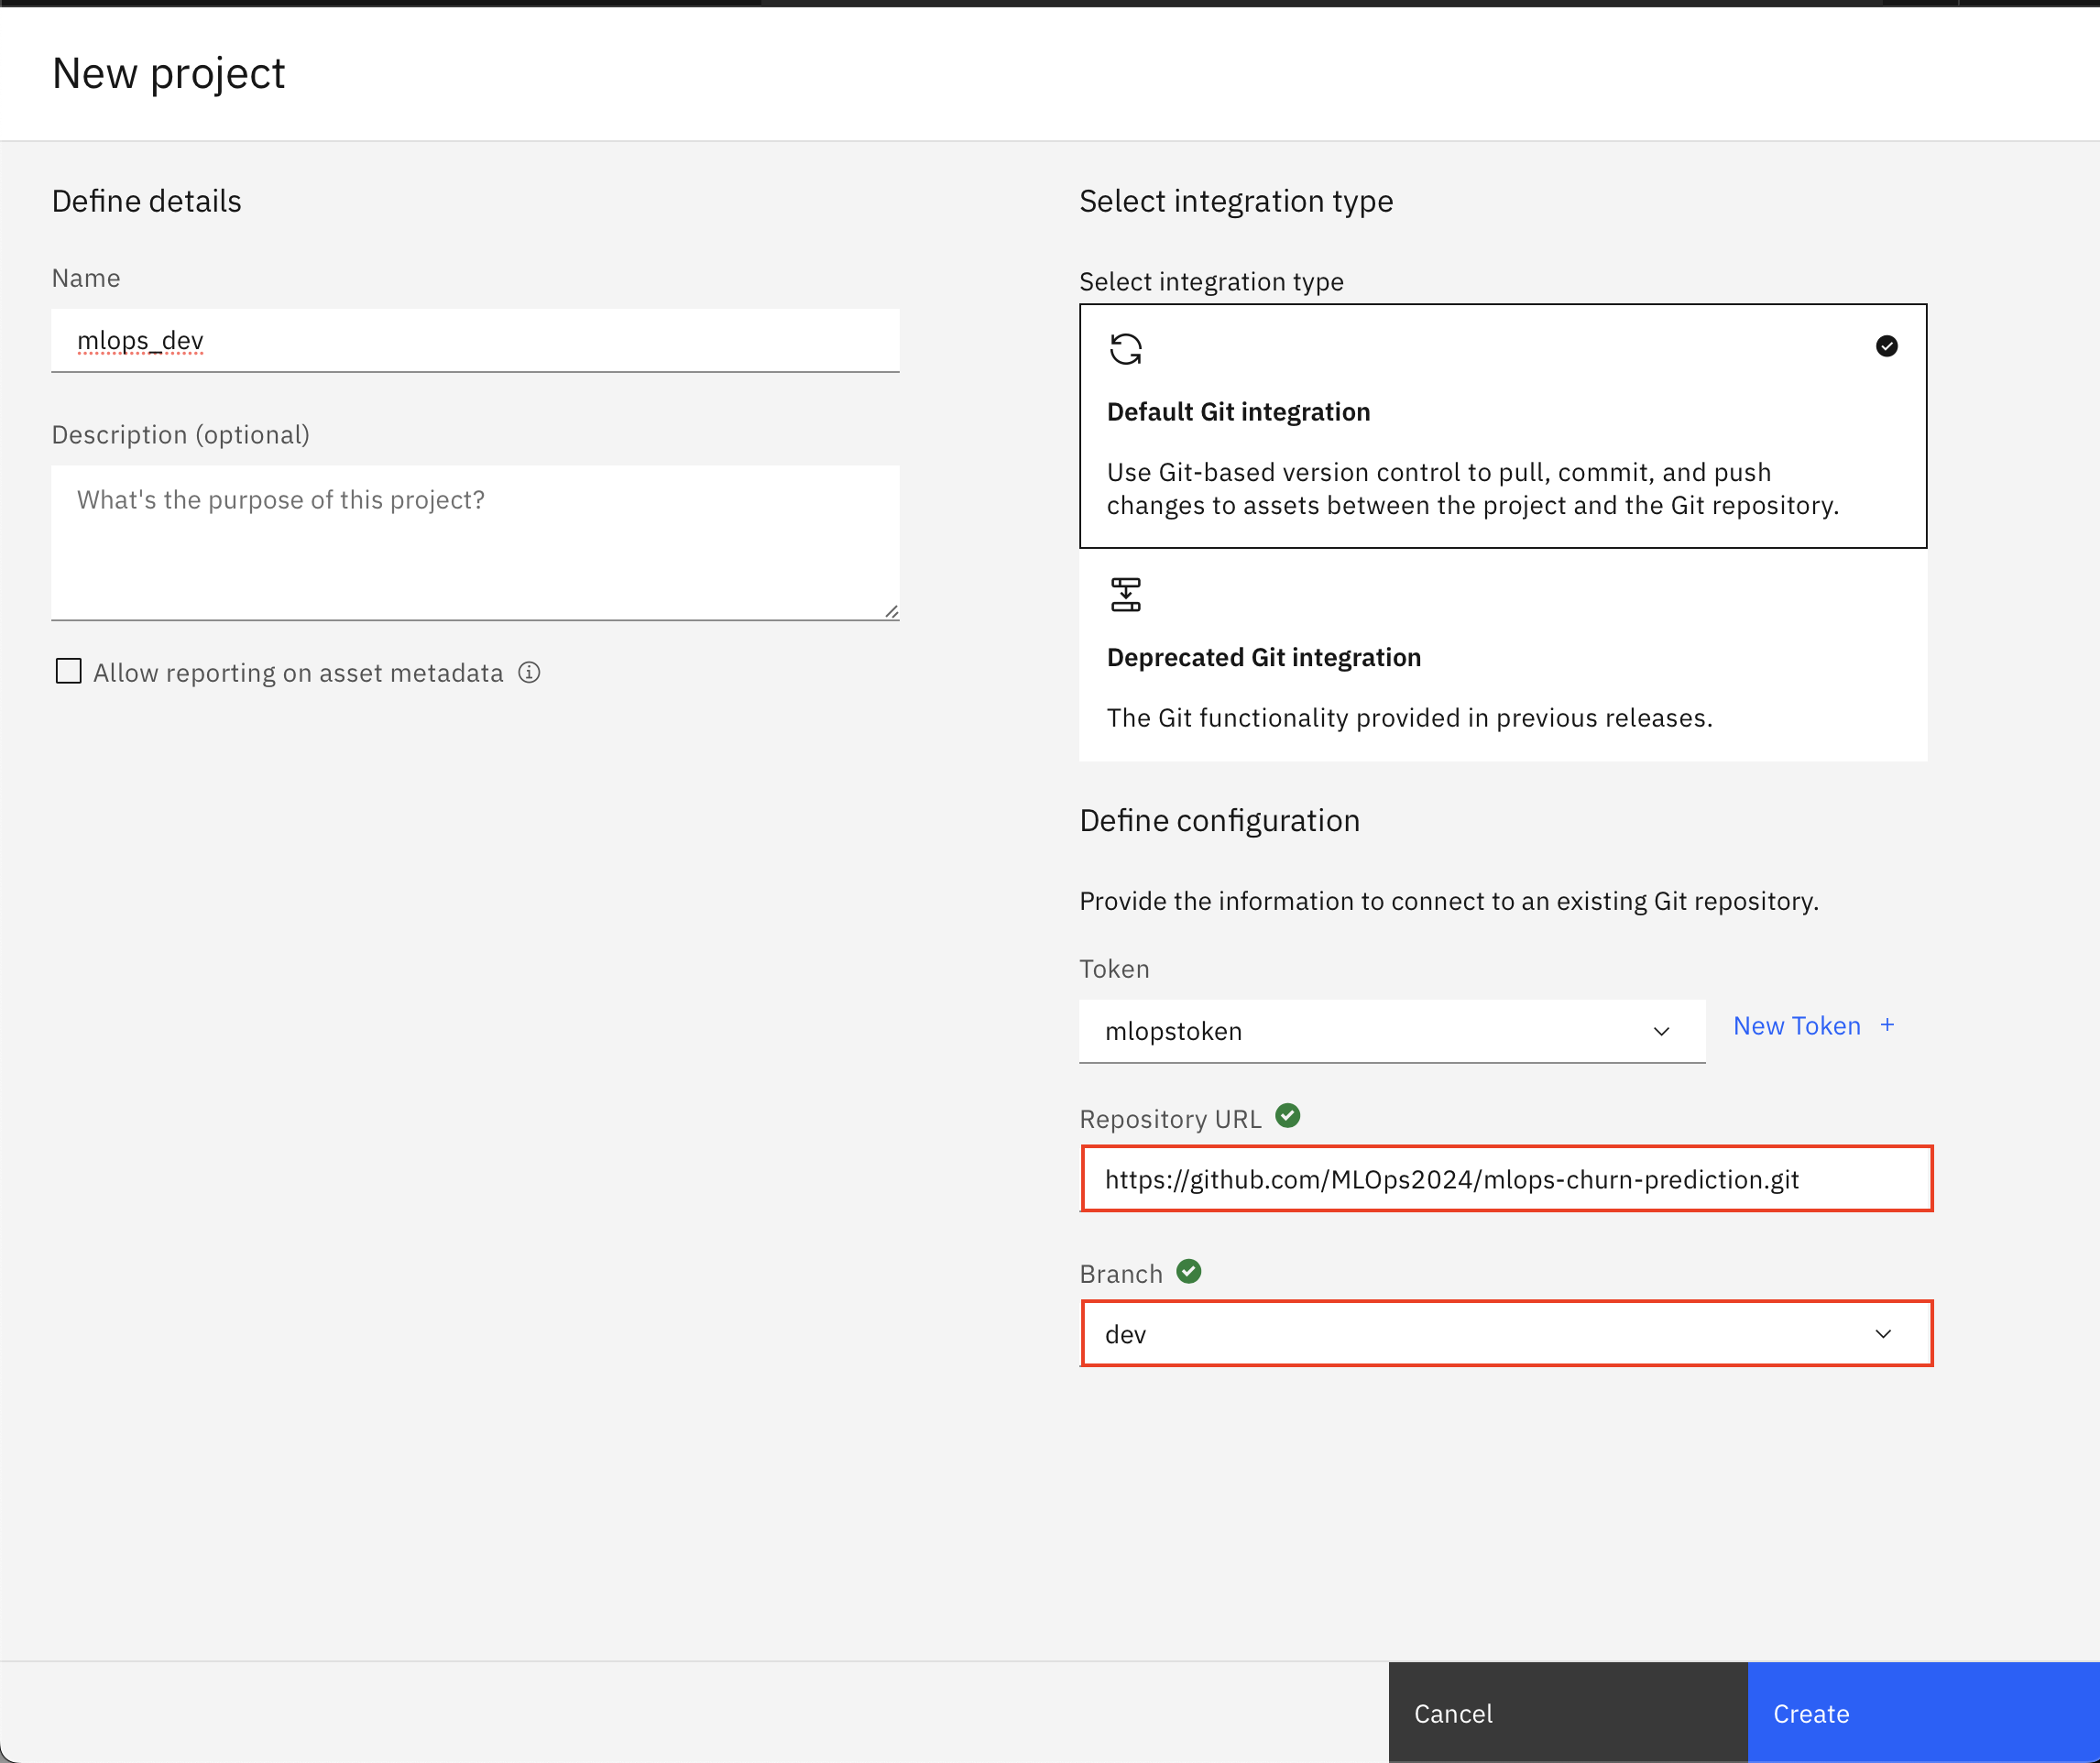 New project
Define details
Name
mlops_dev
Description (optional)
What's the purpose of this project?
Allow reporting on asset metadata
Select integration type
Select integration type
Default Git integration
Use Git-based version control to pull, commit, and push
changes to assets between the project and the Git repository.
Deprecated Git integration
The Git functionality provided in previous releases.
Define configuration
Provide the information to connect to an existing Git repository.
Token
mlopstoken
New Token +
Repository URL
https://github.com/MLOps2024/mlops-churn-prediction.git
Branch
dev
Cancel
Create